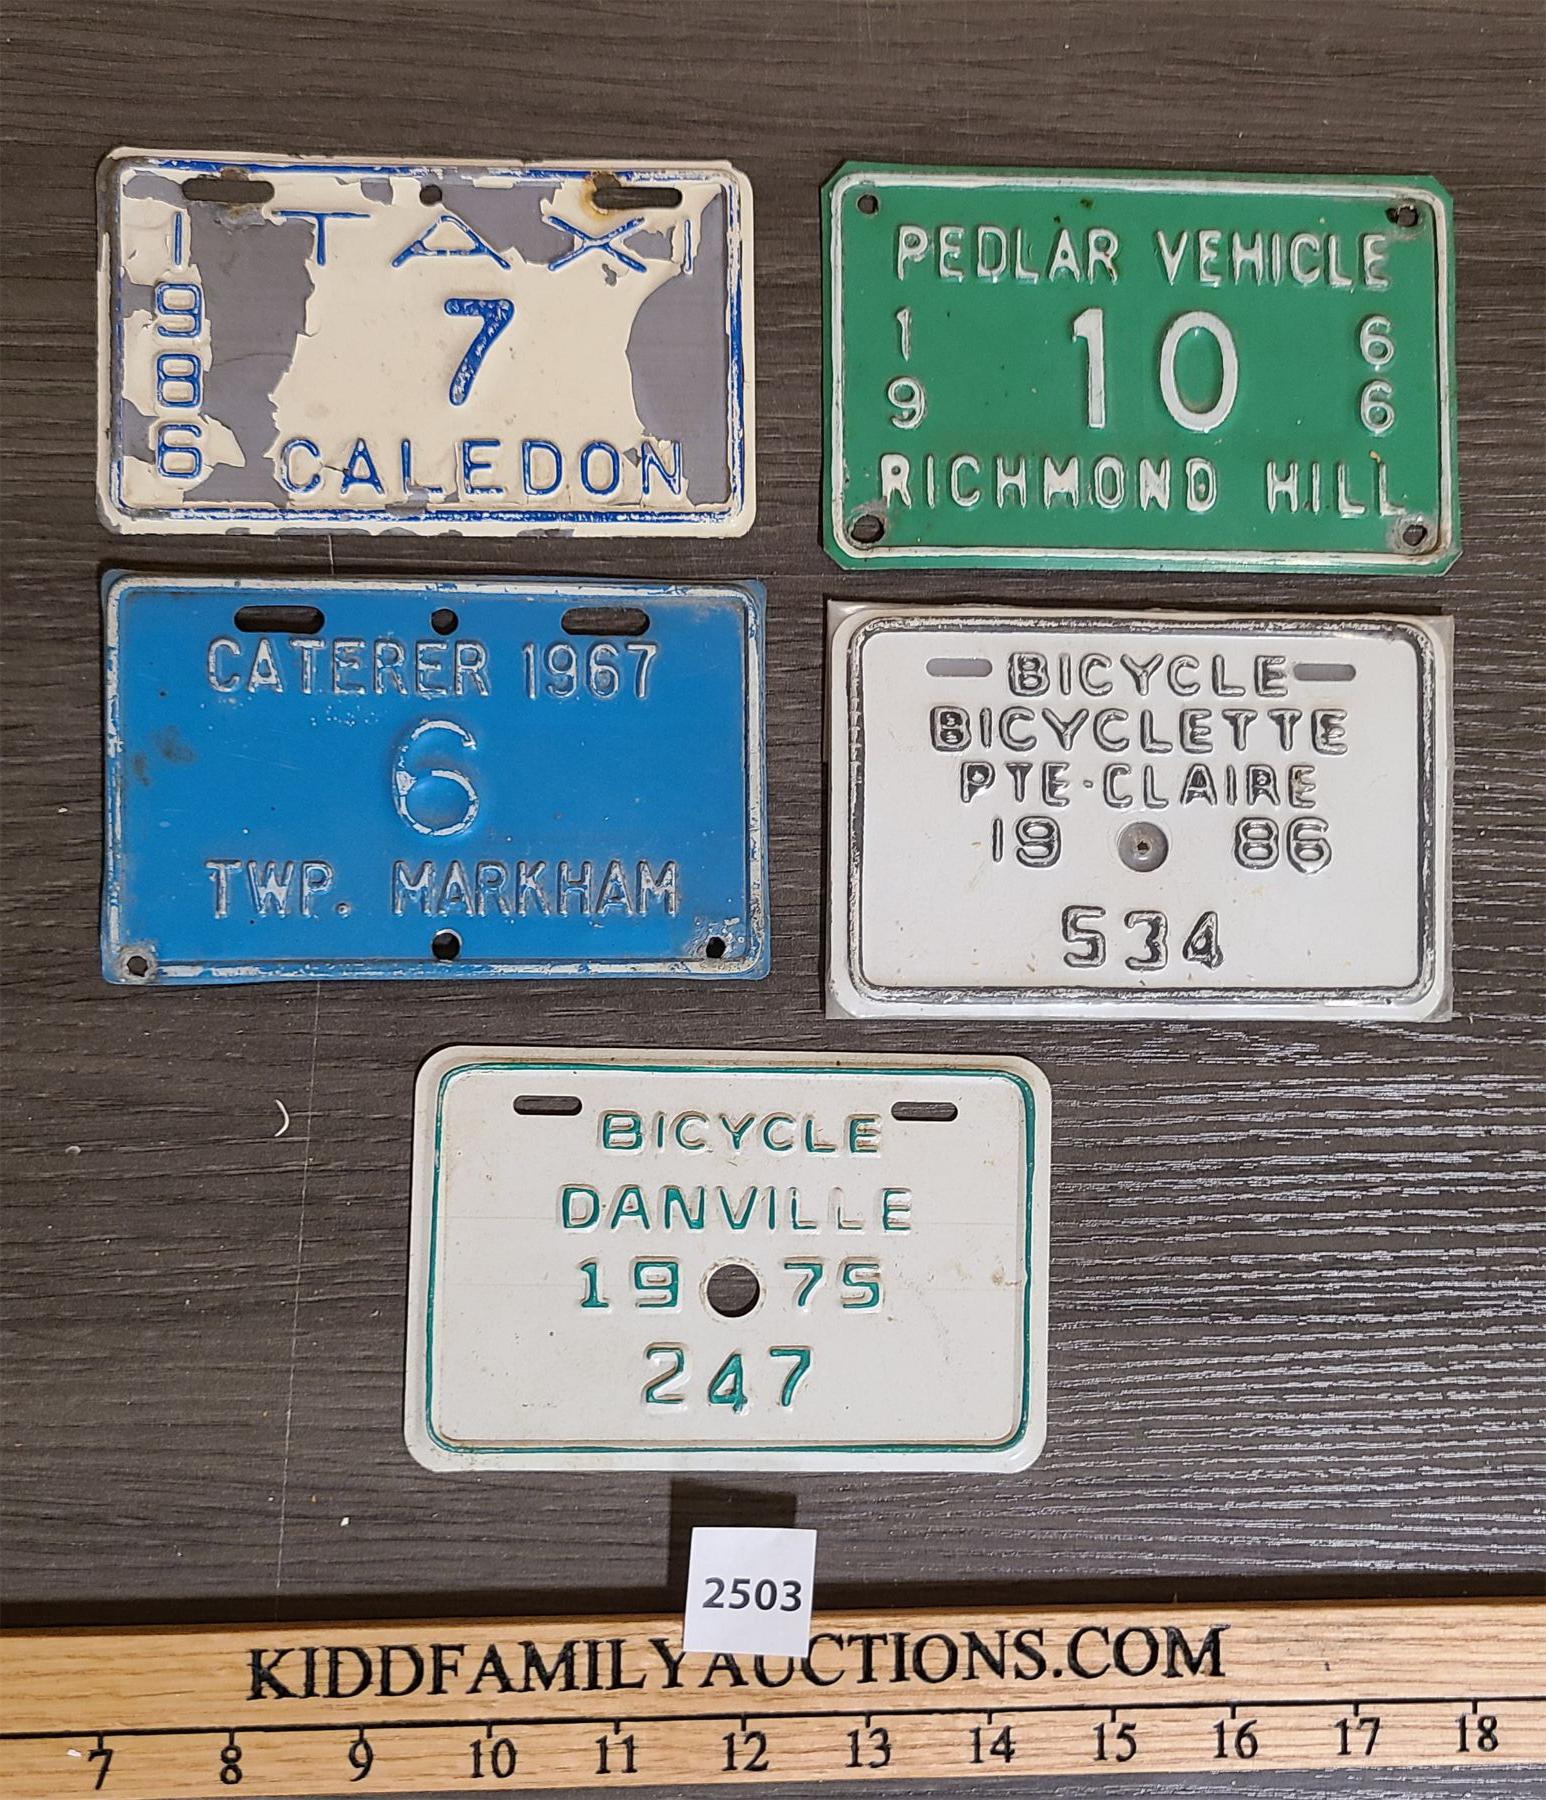 TAXI
1986
7
CALEDON
PEDLAR VEHICLE
19 10 66
RICHMOND HILL
CATERER 1967
6
TWP. MARKHAM
BICYCLE
BICYCLETTE
PTE-CLAIRE
19 86
534
BICYCLE
DANVILLE
19 75
247
2503
KIDDFAMILYAUCTIONS.COM
7 8 9 10 11 12 13 14 15 16 17 18